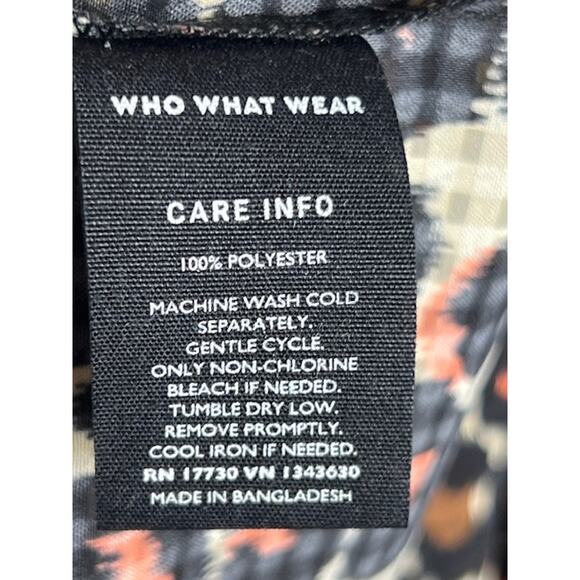 WHO WHAT WEAR
CARE INFO
100% POLYESTER
MACHINE WASH COLD
SEPARATELY.
GENTLE CYCLE.
ONLY NON-CHLORINE
BLEACH IF NEEDED.
TUMBLE DRY LOW.
REMOVE PROMPTLY.
COOL IRON IF NEEDED.
RN 17730 VN 1343630
MADE IN BANGLADESH